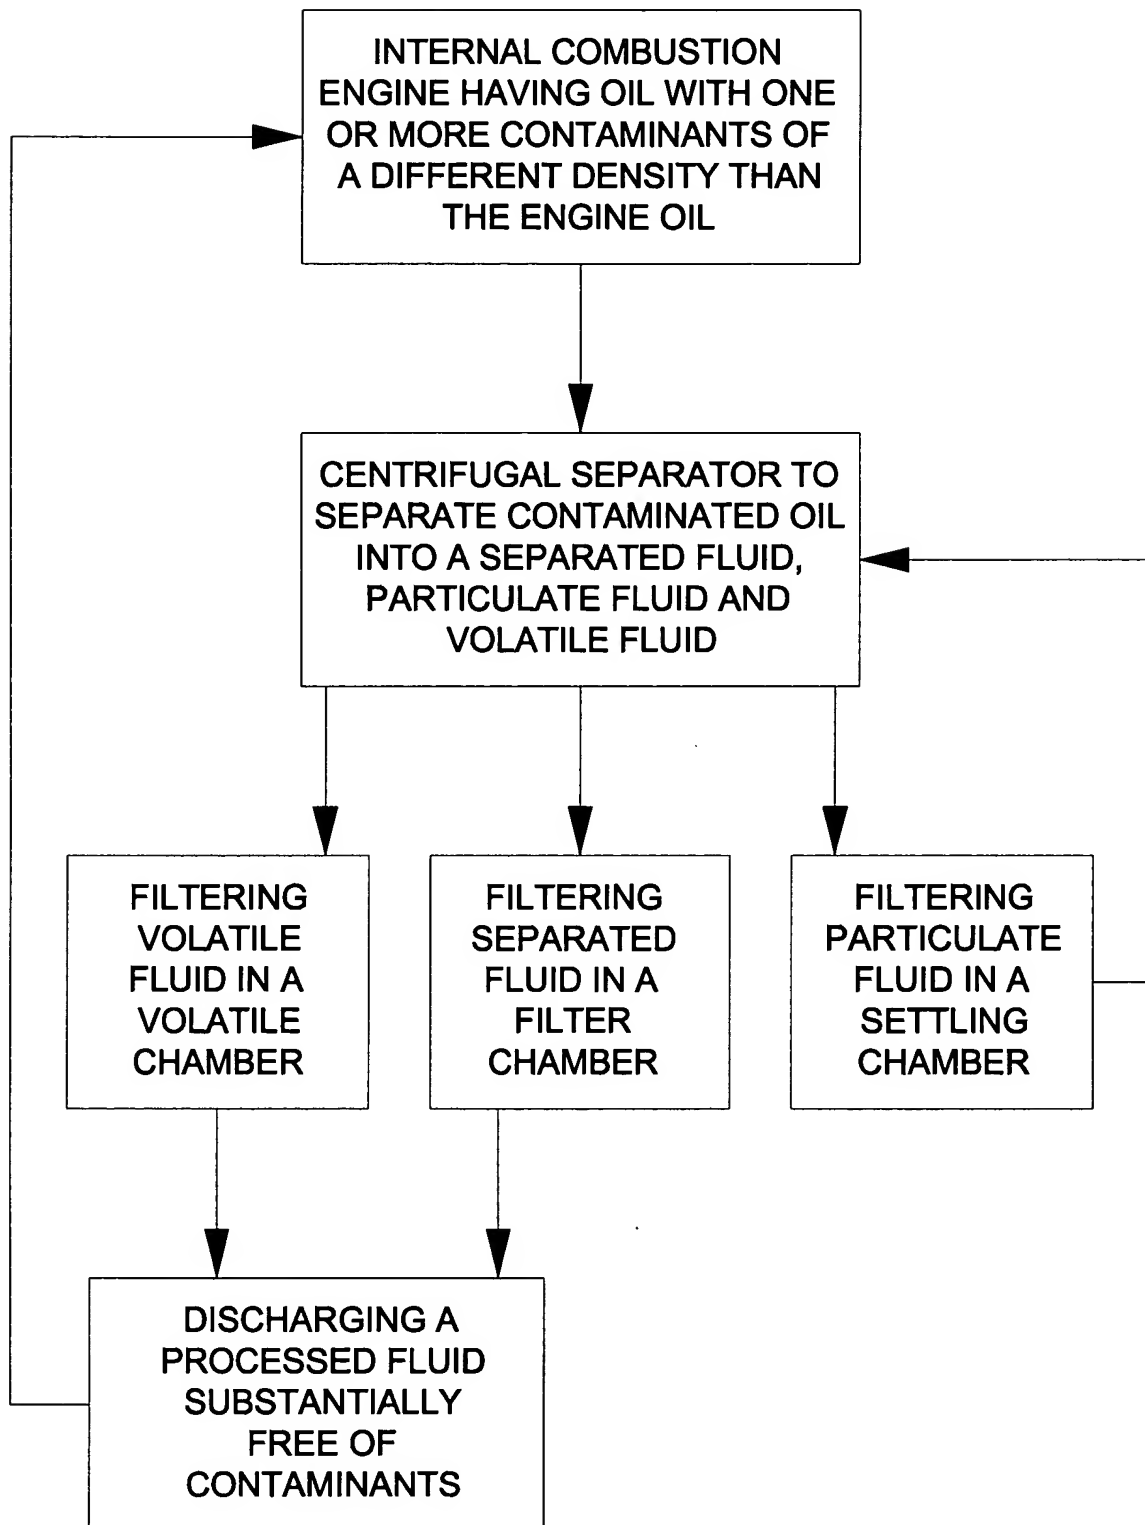 INTERNAL COMBUSTION
ENGINE HAVING OIL WITH ONE
OR MORE CONTAMINANTS OF
A DIFFERENT DENSITY THAN
THE ENGINE OIL
CENTRIFUGAL SEPARATOR TO
SEPARATE CONTAMINATED OIL
INTO A SEPARATED FLUID,
PARTICULATE FLUID AND
VOLATILE FLUID
FILTERING
VOLATILE
FLUID IN A
VOLATILE
CHAMBER
FILTERING
SEPARATED
FLUID IN A
FILTER
CHAMBER
FILTERING
PARTICULATE
FLUID IN A
SETTLING
CHAMBER
DISCHARGING A
PROCESSED FLUID
SUBSTANTIALLY
FREE OF
CONTAMINANTS